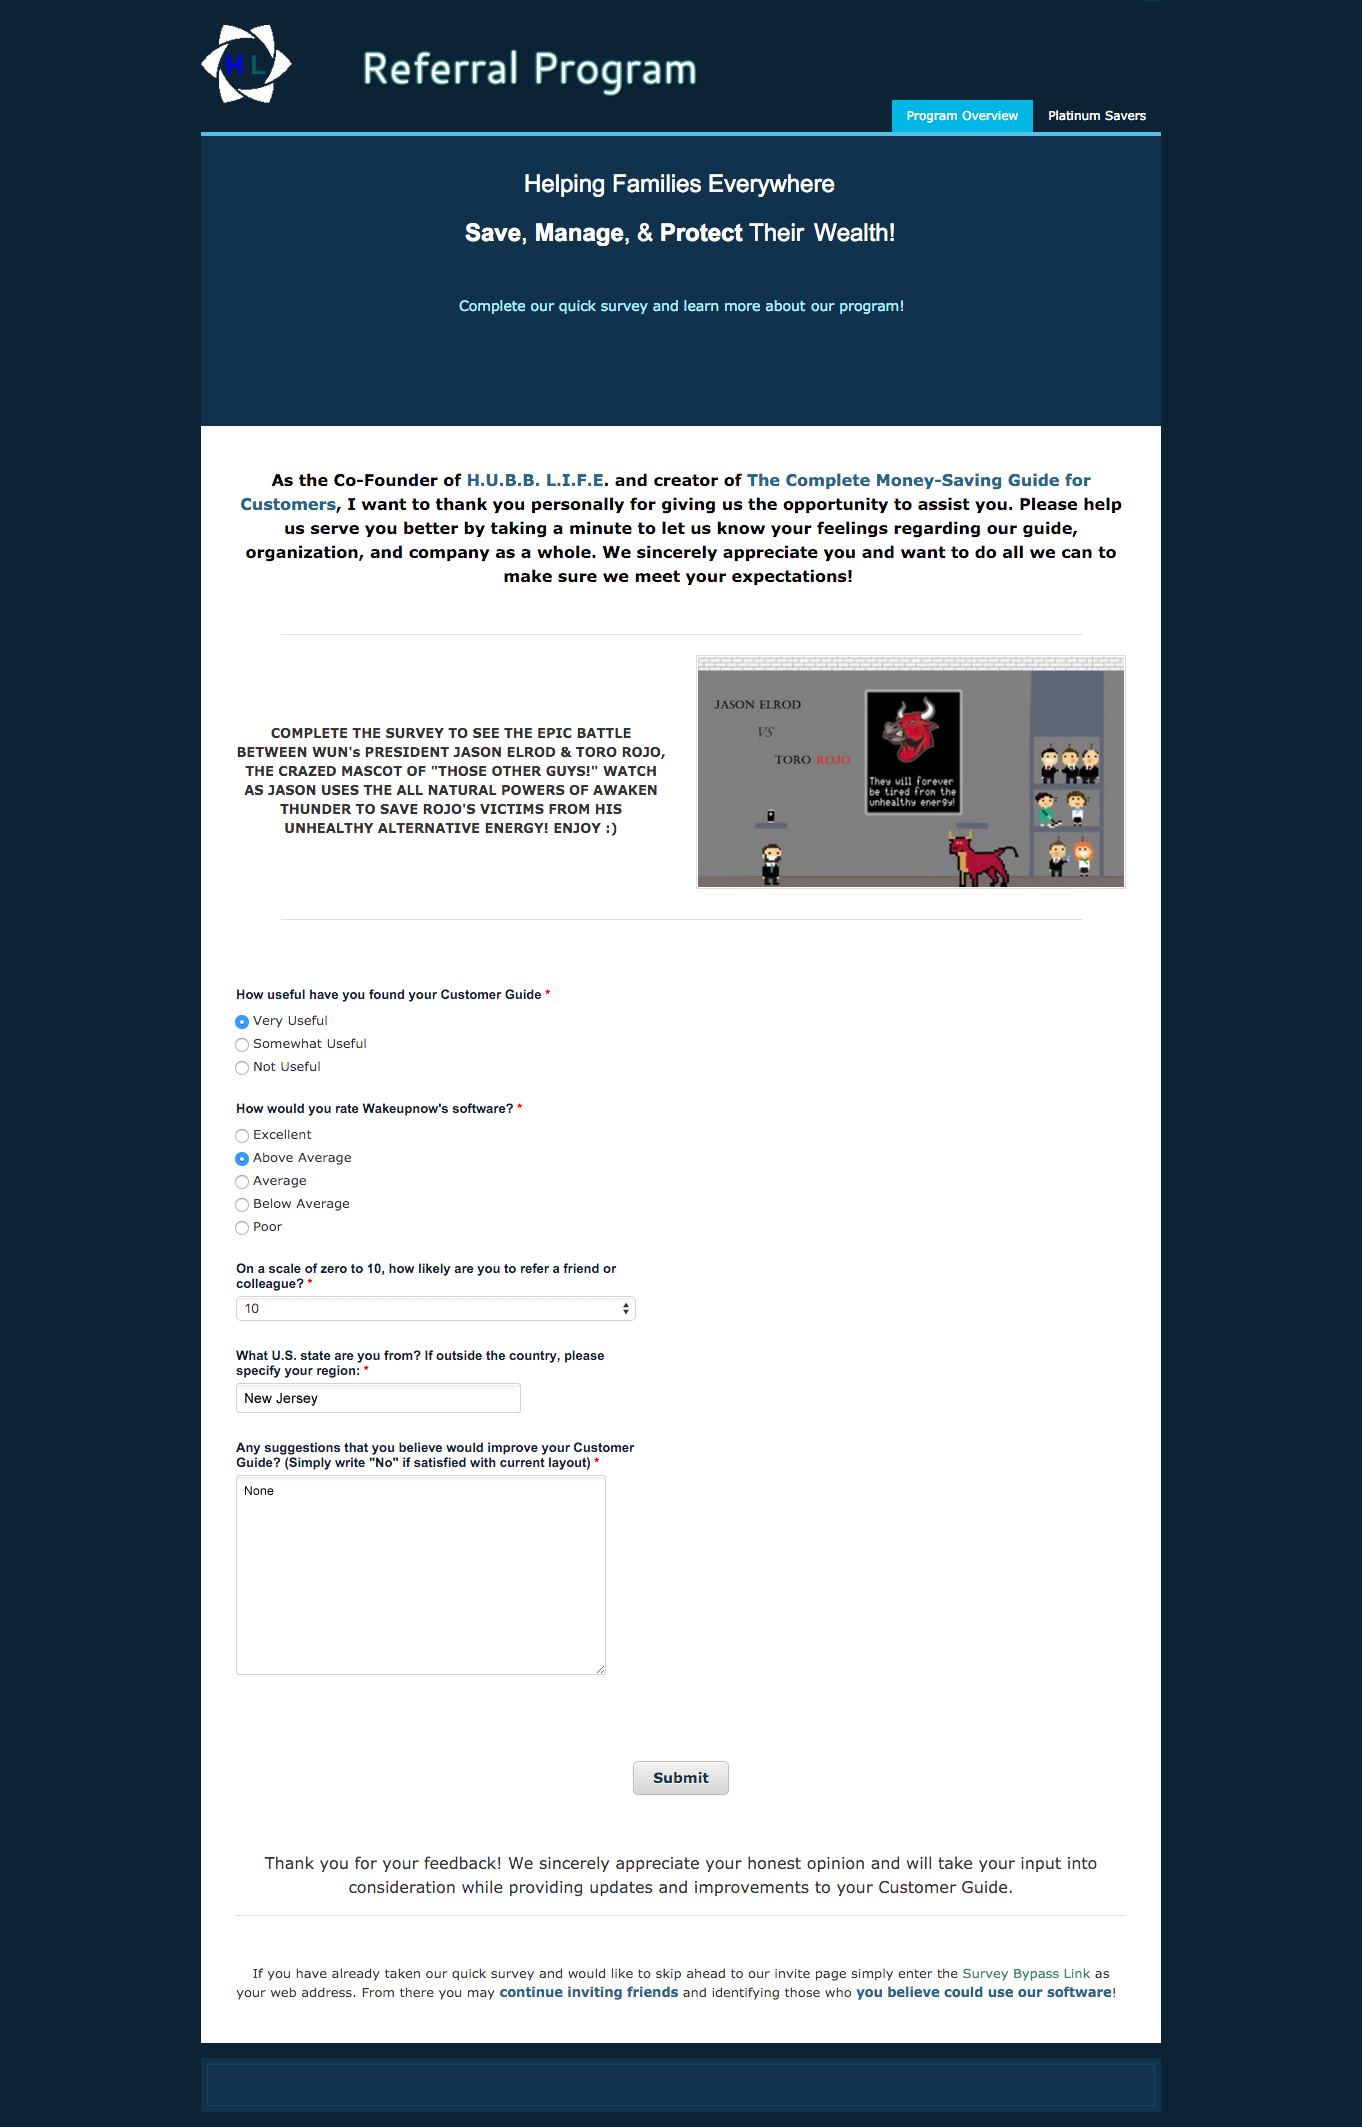 H L
Referral Program
Program Overview
Platinum Savers
Helping Families Everywhere
Save, Manage, & Protect Their Wealth!
Complete our quick survey and learn more about our program!
As the Co-Founder of H.U.B.B. L.I.F.E. and creator of The Complete Money-Saving Guide for
Customers, I want to thank you personally for giving us the opportunity to assist you. Please help
us serve you better by taking a minute to let us know your feelings regarding our guide,
organization, and company as a whole. We sincerely appreciate you and want to do all we can to
make sure we meet your expectations!
COMPLETE THE SURVEY TO SEE THE EPIC BATTLE
BETWEEN WUN's PRESIDENT JASON ELROD & TORO ROJO,
THE CRAZED MASCOT OF "THOSE OTHER GUYS!" WATCH
AS JASON USES THE ALL NATURAL POWERS OF AWAKEN
THUNDER TO SAVE ROJO'S VICTIMS FROM HIS
UNHEALTHY ALTERNATIVE ENERGY! ENJOY :)
JASON ELROD
VS
TORO ROJO
They will forever
be tired from the
unhealthy energy!
How useful have you found your Customer Guide *
Very Useful
Somewhat Useful
Not Useful
How would you rate Wakeupnow's software? *
Excellent
Above Average
Average
Below Average
Poor
On a scale of zero to 10, how likely are you to refer a friend or
colleague? *
10
What U.S. state are you from? If outside the country, please
specify your region: *
New Jersey
Any suggestions that you believe would improve your Customer
Guide? (Simply write "No" if satisfied with current layout) *
None
Submit
Thank you for your feedback! We sincerely appreciate your honest opinion and will take your input into
consideration while providing updates and improvements to your Customer Guide.
If you have already taken our quick survey and would like to skip ahead to our invite page simply enter the Survey Bypass Link as
your web address. From there you may continue inviting friends and identifying those who you believe could use our software!